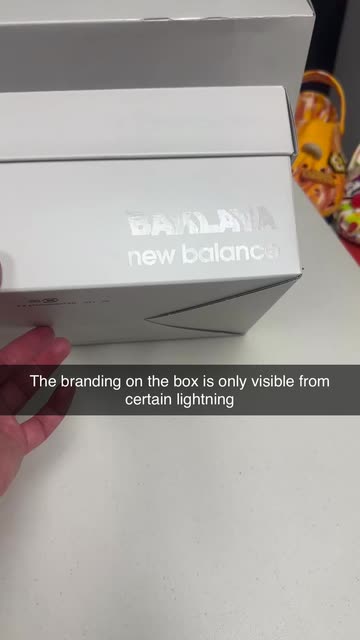 BAKLAVA
new balance
The branding on the box is only visible from
certain lightning